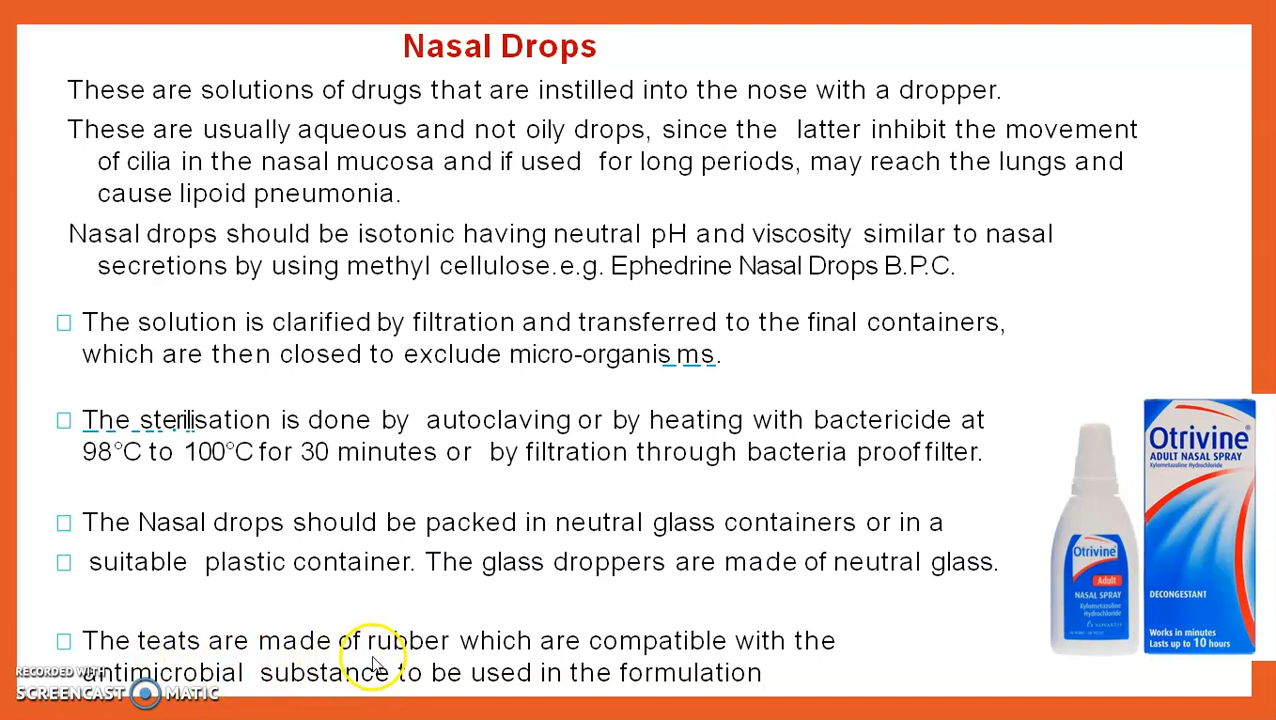 Nasal Drops
These are solutions of drugs that are instilled into the nose with a dropper.
These are usually aqueous and not oily drops, since the latter inhibit the movement
of cilia in the nasal mucosa and if used for long periods, may reach the lungs and
cause lipoid pneumonia.
Nasal drops should be isotonic having neutral pH and viscosity similar to nasal
secretions by using methyl cellulose.e.g. Ephedrine Nasal Drops B.P.C.
The solution is clarified by filtration and transferred to the final containers,
which are then closed to exclude micro-organisms.
The sterilisation is done by autoclaving or by heating with bactericide at
98°C to 100°C for 30 minutes or by filtration through bacteria proof filter.
The Nasal drops should be packed in neutral glass containers or in a
suitable plastic container. The glass droppers are made of neutral glass.
The teats are made of rubber which are compatible with the
antimicrobial substance to be used in the formulation
Otrivine®
ADULT NASAL SPRAY
Xylometazoline Hydrochloride
DECONGESTANT
Works in minutes
Lasts up to 10 hours
Otrivine
Adult
NASAL SPRAY
Xylometazoline
Hydrochloride
NOVARTIS
RECORDED WITH
SCREENCAST MATIC